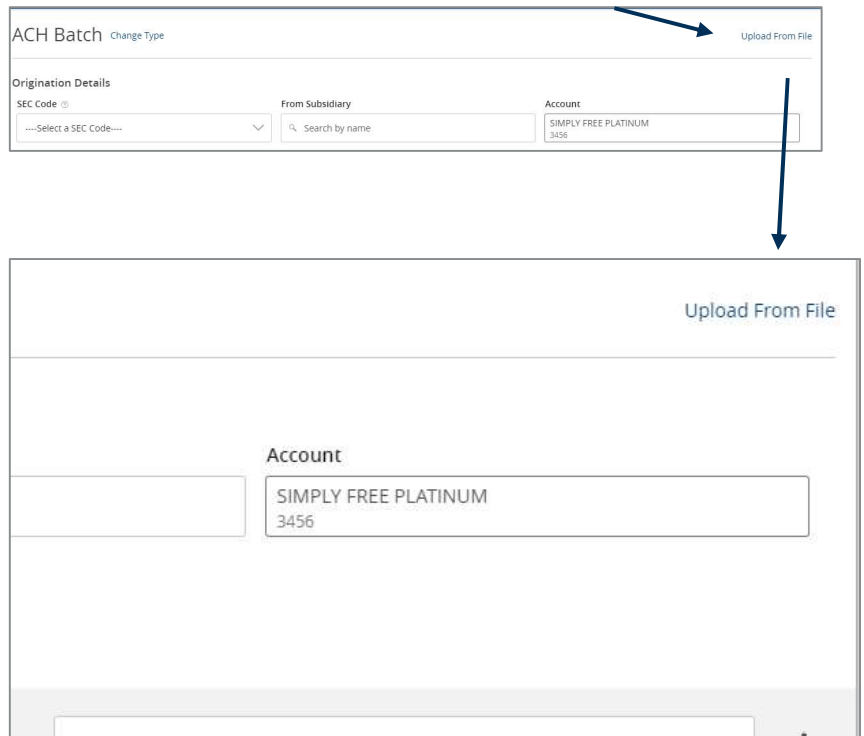 ACH Batch Change Type Upload From File
Origination Details
SEC Code From Subsidiary Account
----Select a SEC Code---- Search by name SIMPLY FREE PLATINUM
3456
Upload From File
Account
SIMPLY FREE PLATINUM
3456